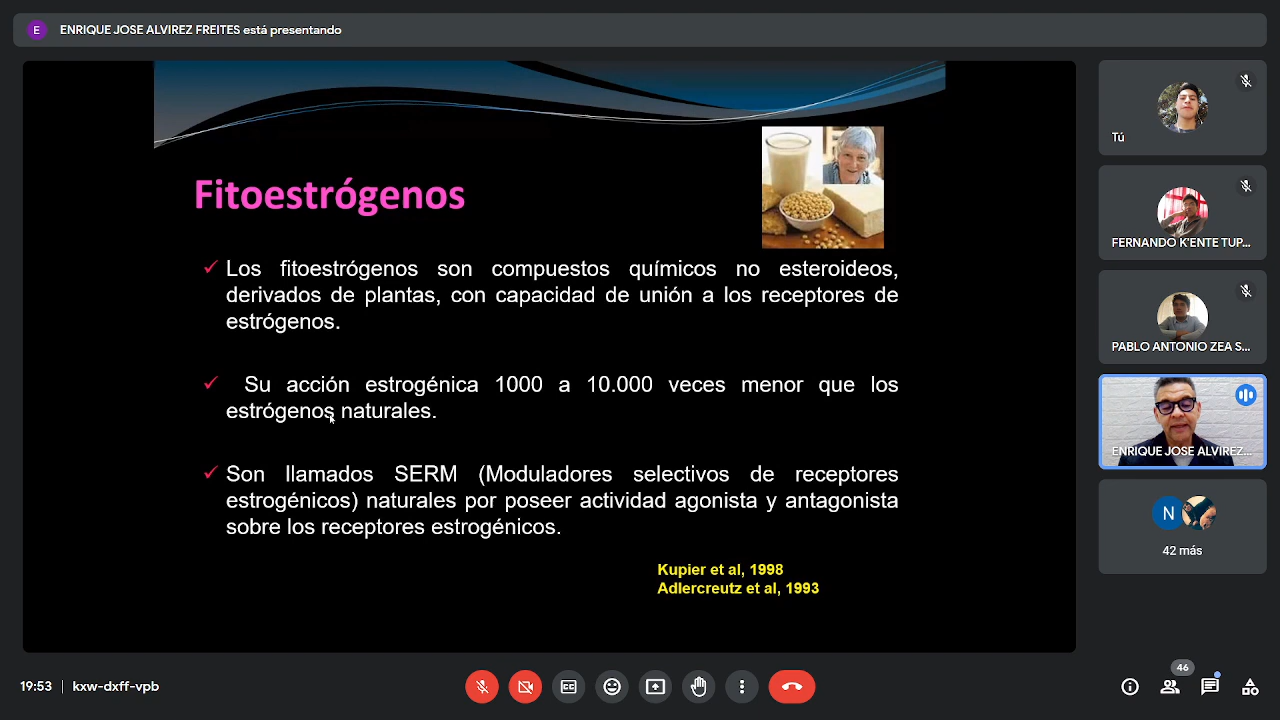 E
ENRIQUE JOSE ALVIREZ FREITES está presentando
Fitoestrógenos
Los fitoestrógenos son compuestos químicos no esteroideos,
derivados de plantas, con capacidad de unión a los receptores de
estrógenos.
Su acción estrogénica 1000 a 10.000 veces menor que los
estrógenos naturales.
Son llamados SERM (Moduladores selectivos de receptores
estrogénicos) naturales por poseer actividad agonista y antagonista
sobre los receptores estrogénicos.
Kupier et al, 1998
Adlercreutz et al, 1993
Tú
FERNANDO K'ENTE TUP...
PABLO ANTONIO ZEA S...
ENRIQUE JOSE ALVIREZ...
N
42 más
19:53 | kxw-dxff-vpb
46